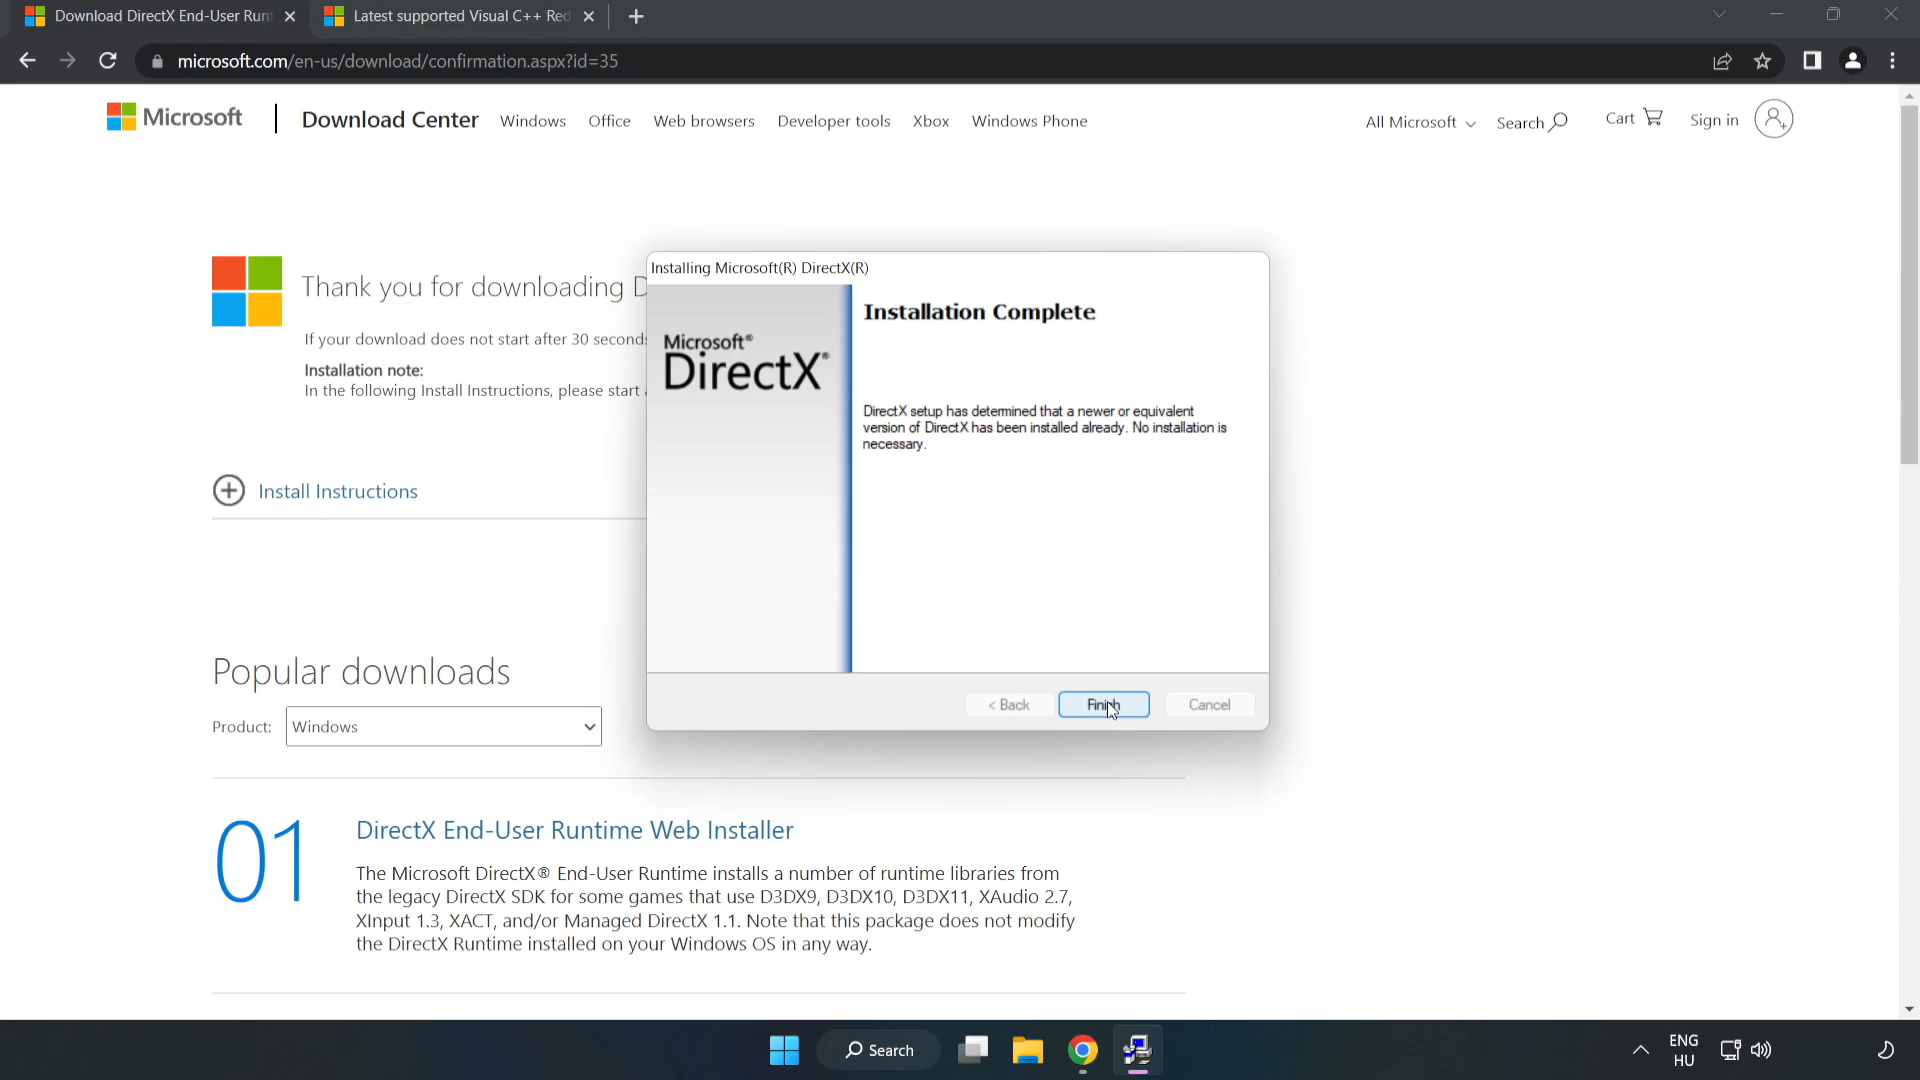 Download DirectX End-User Run
Latest supported Visual C++ Red
microsoft.com/en-us/download/confirmation.aspx?id=35
Microsoft
Download Center
Windows
Office
Web browsers
Developer tools
Xbox
Windows Phone
All Microsoft
Search
Cart
Sign in
Thank you for downloading D
If your download does not start after 30 seconds
Installation note:
In the following Install Instructions, please start
Install Instructions
Installing Microsoft(R) DirectX(R)
Microsoft®
DirectX®
Installation Complete
DirectX setup has determined that a newer or equivalent
version of DirectX has been installed already. No installation is
necessary.
< Back
Finish
Cancel
Popular downloads
Product:
Windows
01
DirectX End-User Runtime Web Installer
The Microsoft DirectX® End-User Runtime installs a number of runtime libraries from
the legacy DirectX SDK for some games that use D3DX9, D3DX10, D3DX11, XAudio 2.7,
XInput 1.3, XACT, and/or Managed DirectX 1.1. Note that this package does not modify
the DirectX Runtime installed on your Windows OS in any way.
Search
ENG
HU